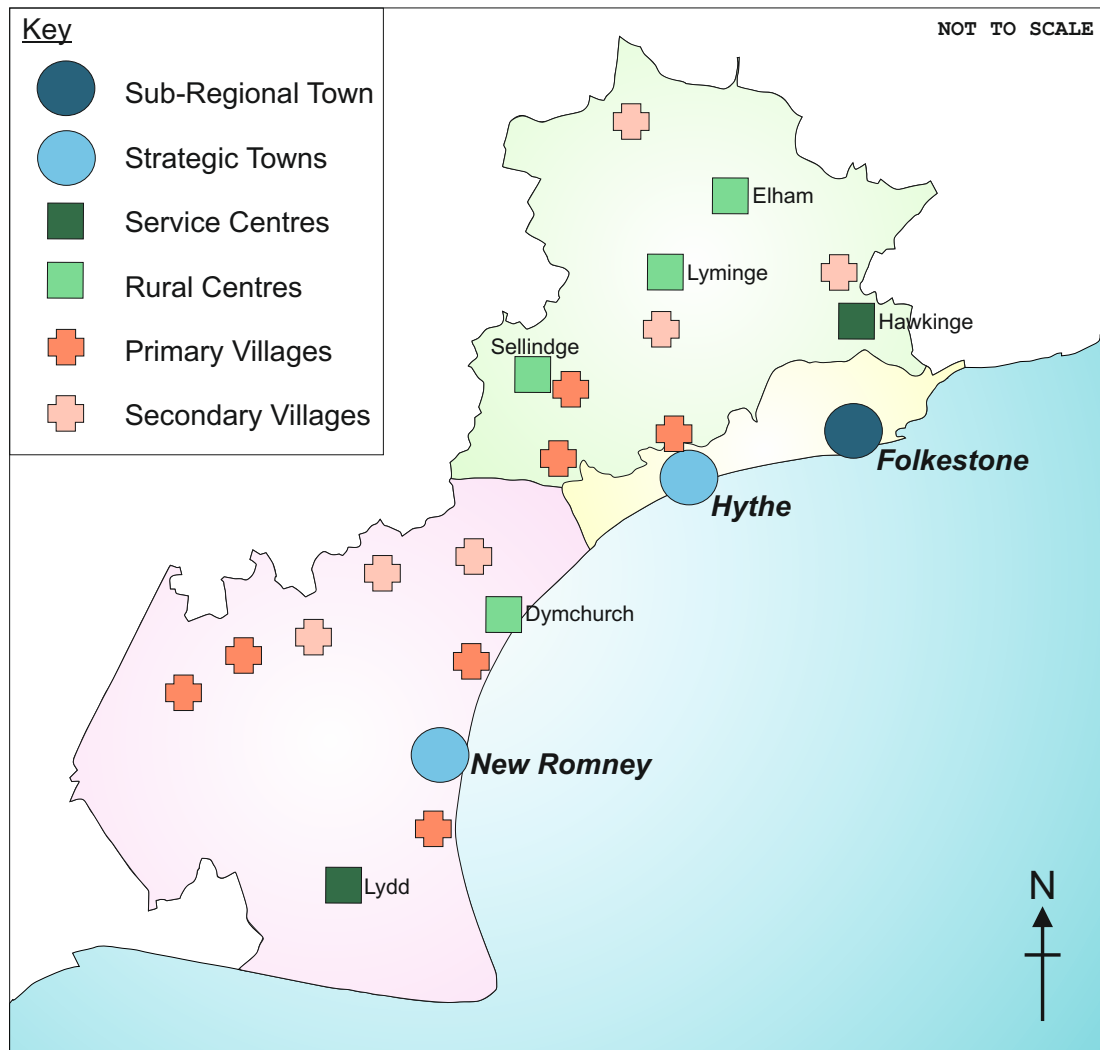 Key
NOT TO SCALE
Sub-Regional Town
Strategic Towns
Service Centres
Rural Centres
Primary Villages
Secondary Villages
Elham
Lyminge
Hawkinge
Sellindge
Folkestone
Hythe
Dymchurch
New Romney
Lydd
N